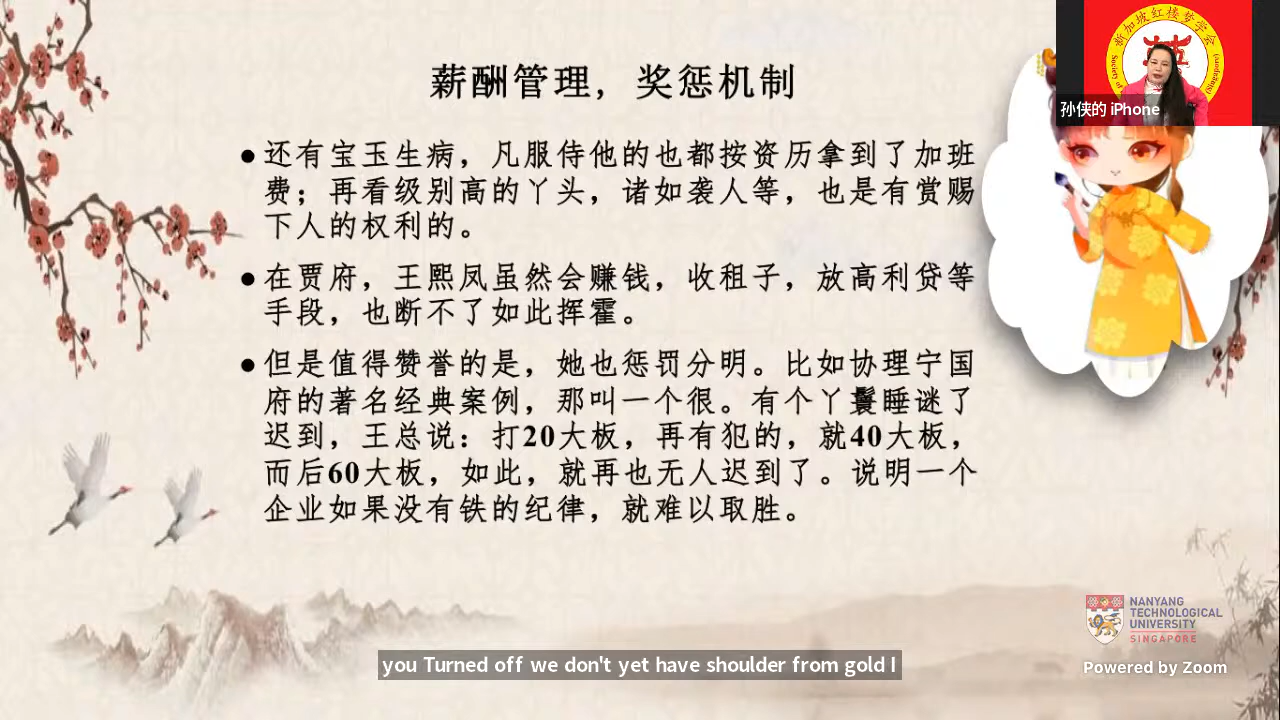 薪酬管理，奖惩机制
新加坡红楼梦学会
孙侠的 iPhone
●还有宝玉生病，凡服侍他的也都按资历拿到了加班
费；再看级别高的丫头，诸如袭人等，也是有赏赐
下人的权利的。
●在贾府，王熙凤虽然会赚钱，收租子，放高利贷等
手段，也断不了如此挥霍。
●但是值得赞誉的是，她也惩罚分明。比如协理宁国
府的著名经典案例，那叫一个很。有个丫鬟睡谜了
迟到，王总说：打20大板，再有犯的，就40大板，
而后60大板，如此，就再也无人迟到了。说明一个
企业如果没有铁的纪律，就难以取胜。
NANYANG
TECHNOLOGICAL
UNIVERSITY
SINGAPORE
you Turned off we don't yet have shoulder from gold I
Powered by Zoom